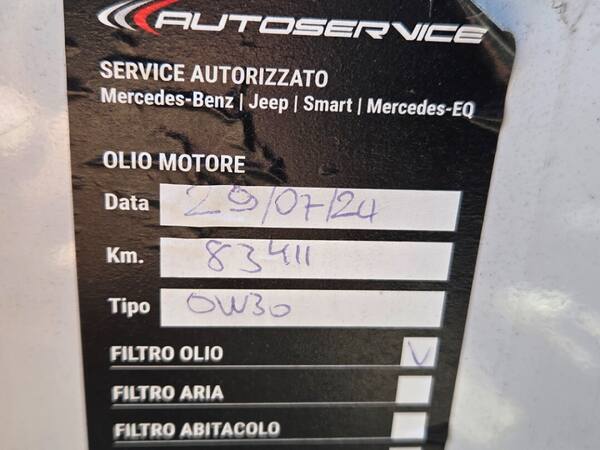 AUTOSERVICE
SERVICE AUTORIZZATO
Mercedes-Benz | Jeep | Smart | Mercedes-EQ
OLIO MOTORE
Data 29/07/24
Km. 83411
Tipo 0W30
FILTRO OLIO V
FILTRO ARIA
FILTRO ABITACOLO